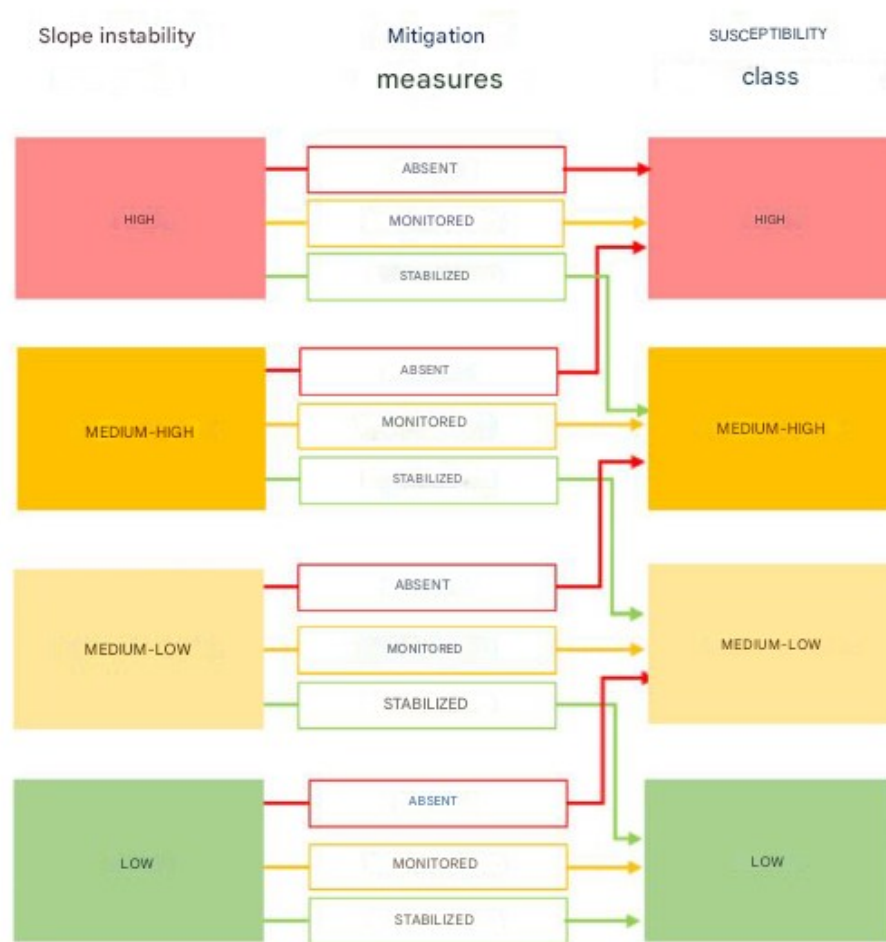 Slope instability
Mitigation
measures
SUSCEPTIBILITY
class
HIGH
ABSENT
MONITORED
STABILIZED
HIGH
MEDIUM-HIGH
ABSENT
MONITORED
STABILIZED
MEDIUM-HIGH
MEDIUM-LOW
ABSENT
MONITORED
STABILIZED
MEDIUM-LOW
LOW
ABSENT
MONITORED
STABILIZED
LOW